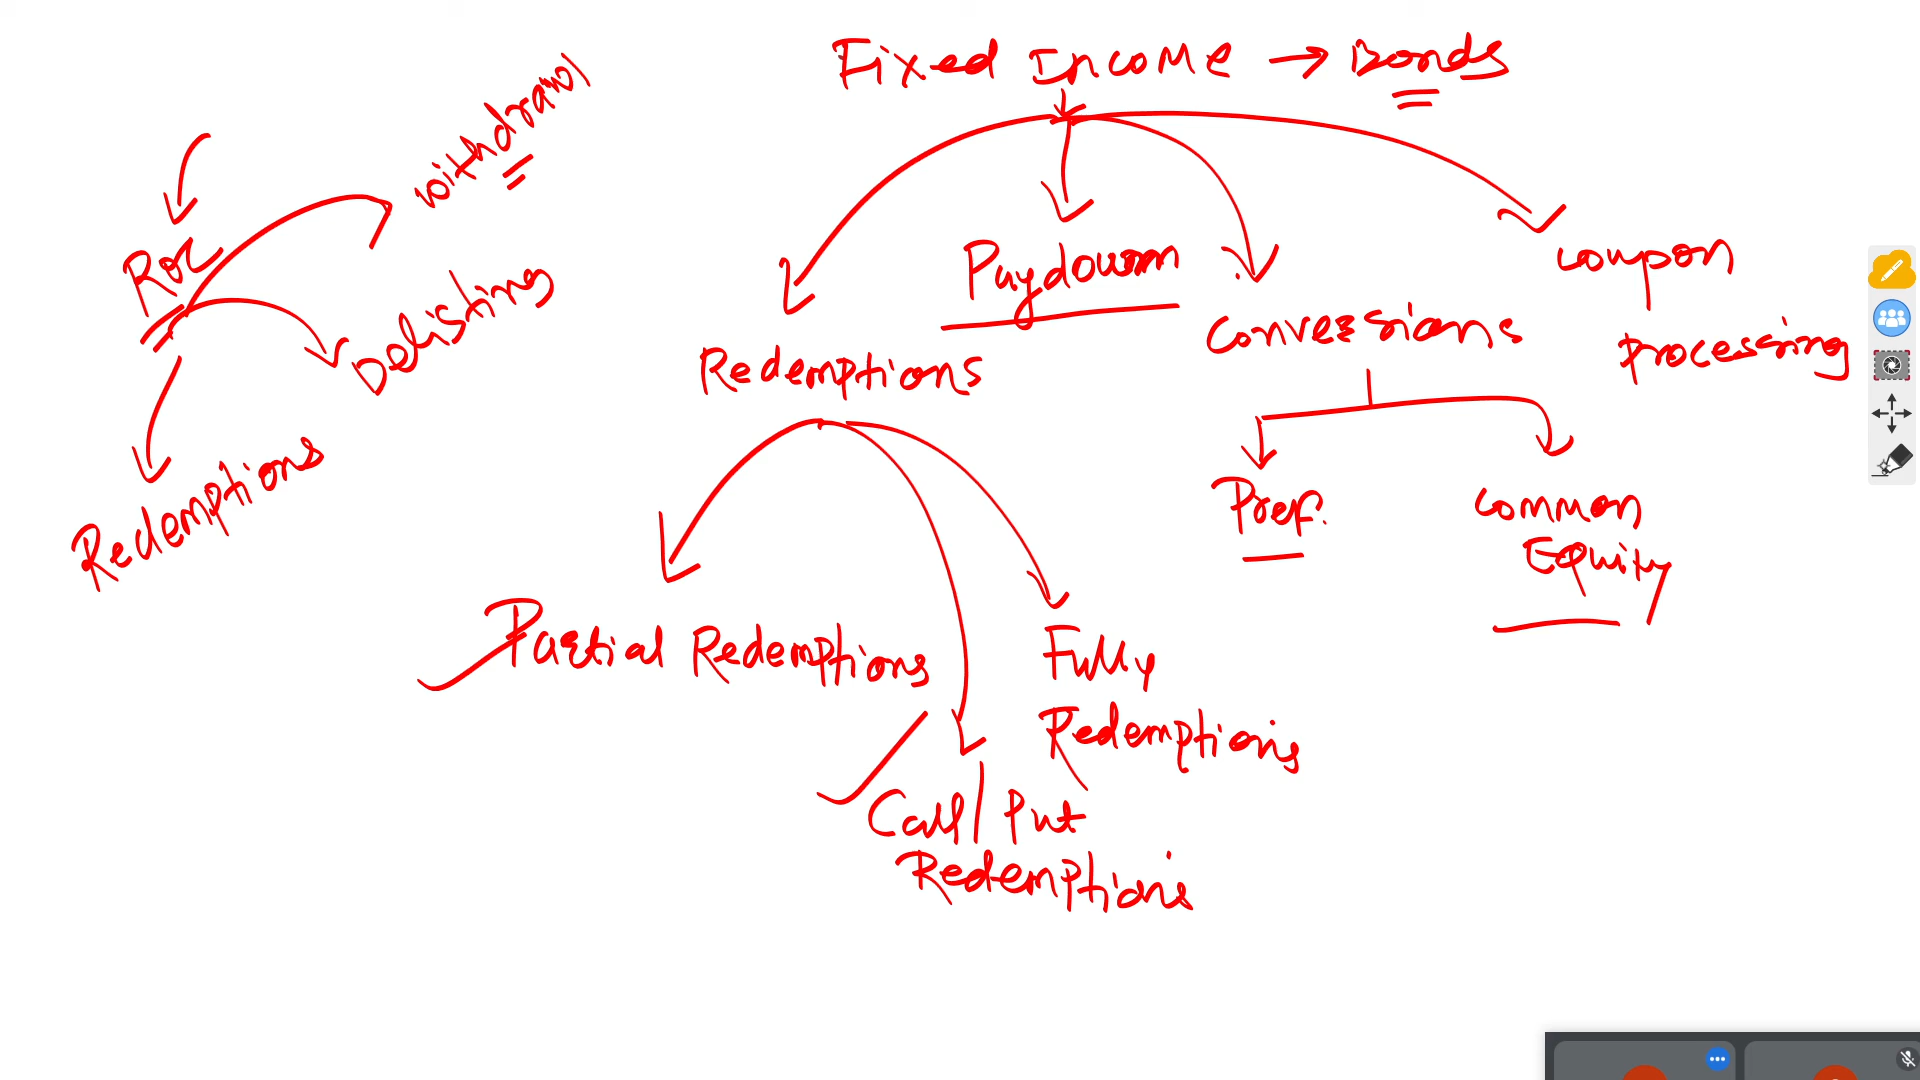 Fixed Income → Bonds
withdrawl
ROC
Delisting
Redemptions
Paydown
Coupon
Processing
Conversions
Redemptions
Pref.
Common
Equity
Partial Redemptions
Fully
Redemptions
Call/Put
Redemptions